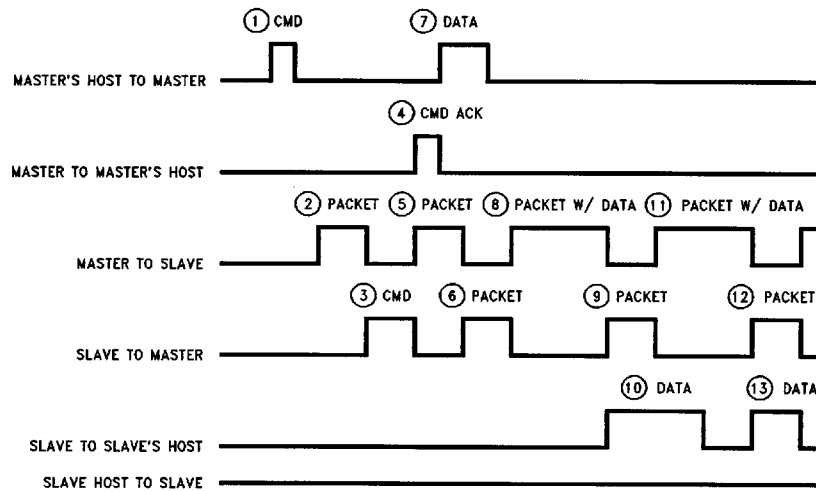 1 CMD 7 DATA
MASTER'S HOST TO MASTER
4 CMD ACK
MASTER TO MASTER'S HOST
2 PACKET 5 PACKET 8 PACKET W/ DATA 11 PACKET W/ DATA
MASTER TO SLAVE
3 CMD 6 PACKET 9 PACKET 12 PACKET
SLAVE TO MASTER
10 DATA 13 DATA
SLAVE TO SLAVE'S HOST
SLAVE HOST TO SLAVE